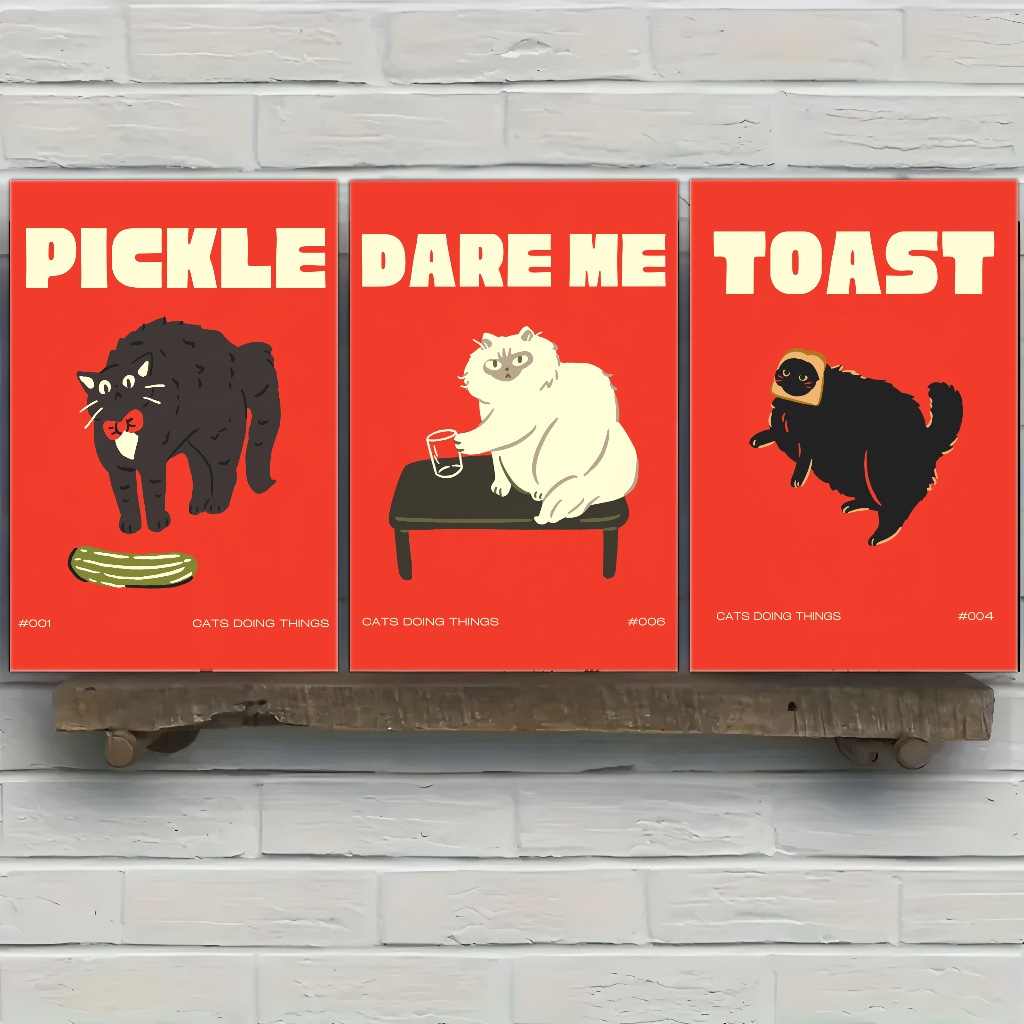 PICKLE
#001 CATS DOING THINGS
DARE ME
CATS DOING THINGS #006
TOAST
CATS DOING THINGS #004